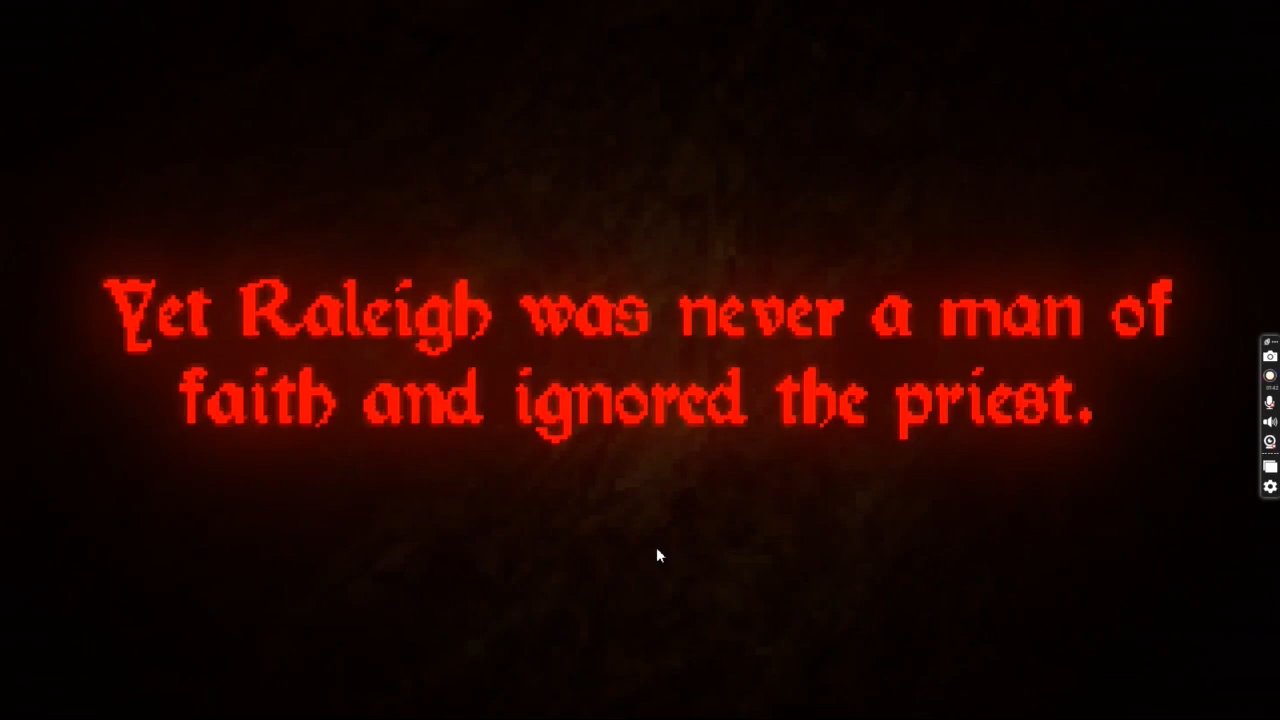 Yet Raleigh was never a man of
faith and ignored the priest.